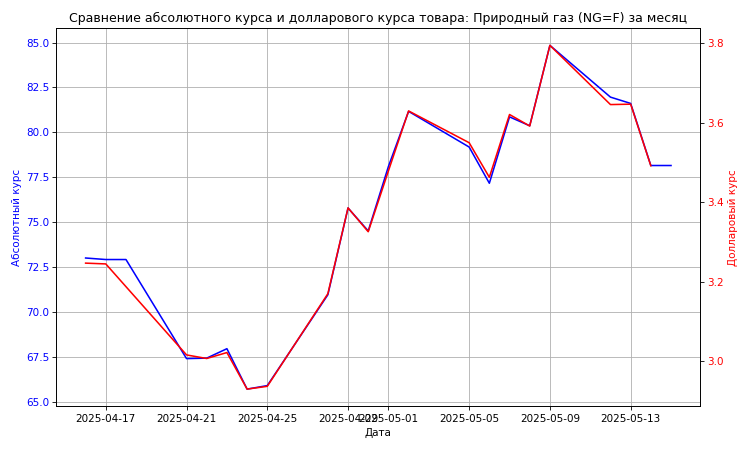 Сравнение абсолютного курса и долларового курса товара: Природный газ (NG=F) за месяц
85.0
82.5
80.0
77.5
75.0
72.5
70.0
67.5
65.0
Абсолютный курс
3.8
3.6
3.4
3.2
3.0
Долларовый курс
2025-04-17 2025-04-21 2025-04-25 2025-04-29 2025-05-01 2025-05-05 2025-05-09 2025-05-13
Дата